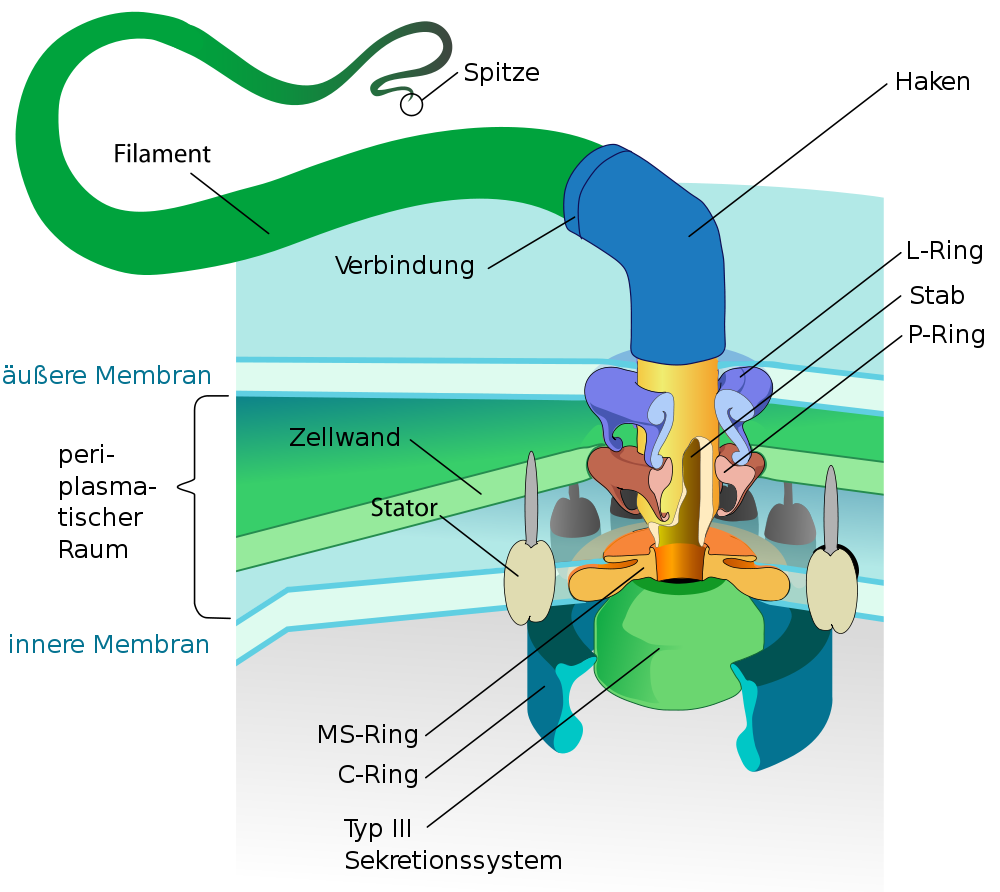 Spitze
Haken
Filament
Verbindung
L-Ring
Stab
P-Ring
äußere Membran
Zellwand
peri-
plasma-
tischer
Raum
Stator
innere Membran
MS-Ring
C-Ring
Typ III
Sekretionssystem